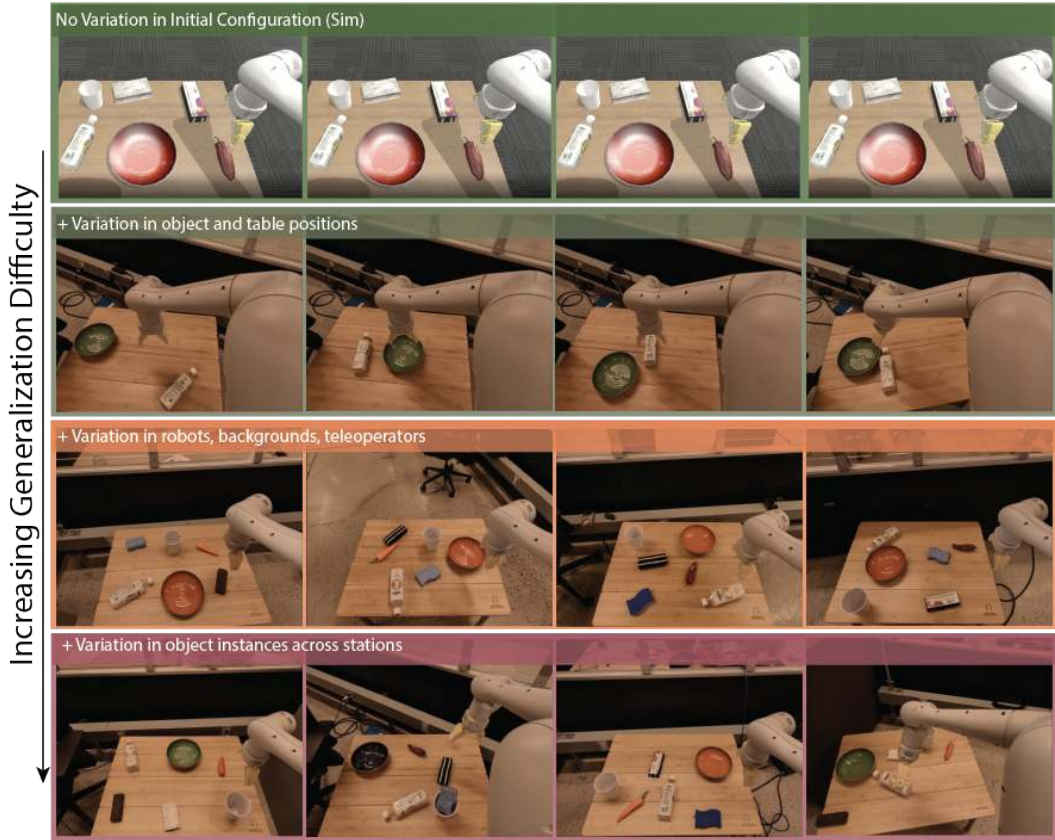 No Variation in Initial Configuration (Sim)
+ Variation in object and table positions
+ Variation in robots, backgrounds, teleoperators
+ Variation in object instances across stations
Increasing Generalization Difficulty